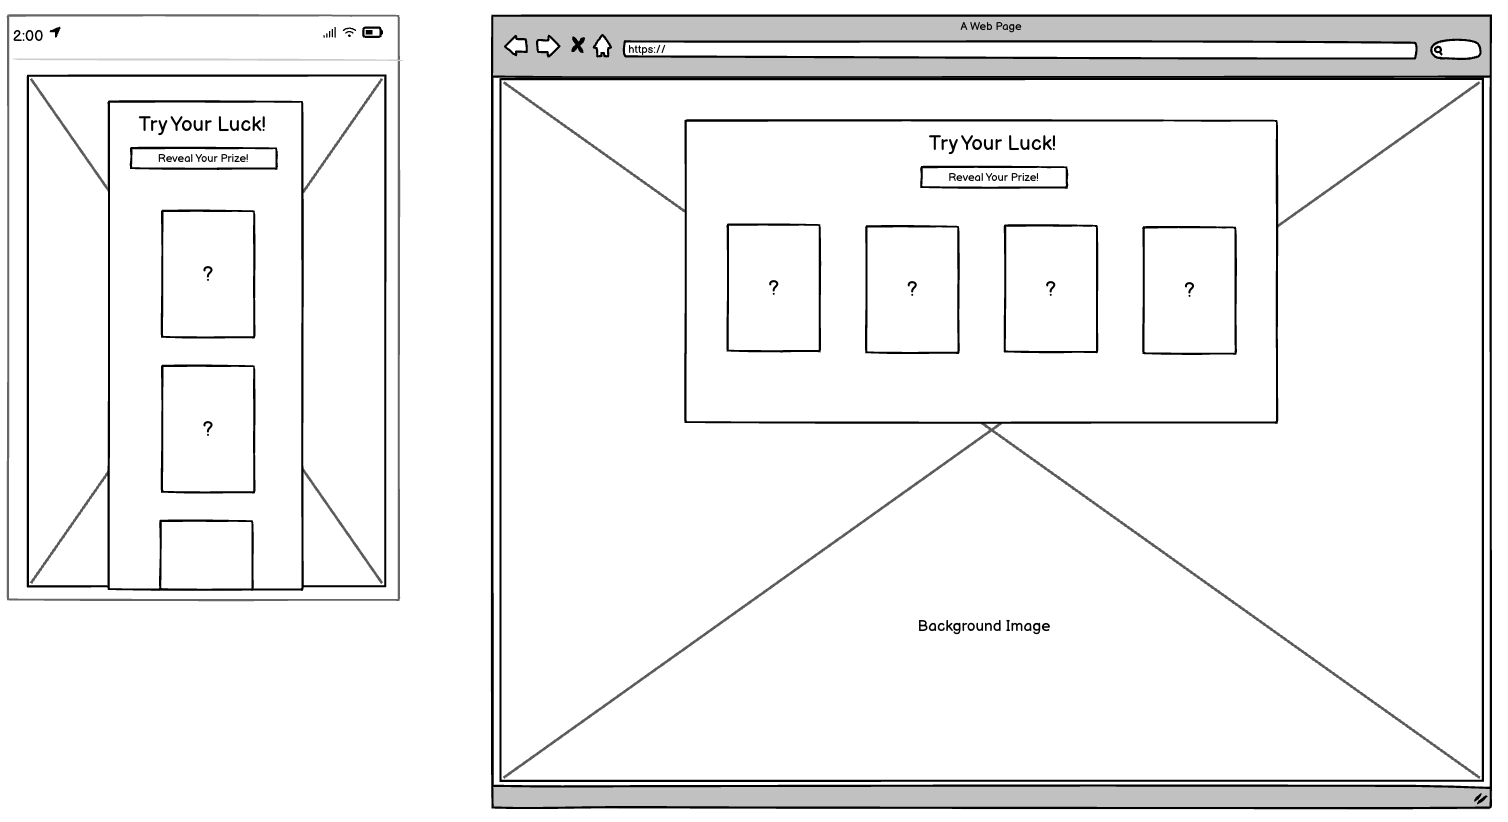 2:00
Try Your Luck!
Reveal Your Prize!
?
?
A Web Page
https://
Try Your Luck!
Reveal Your Prize!
? ? ? ?
Background Image